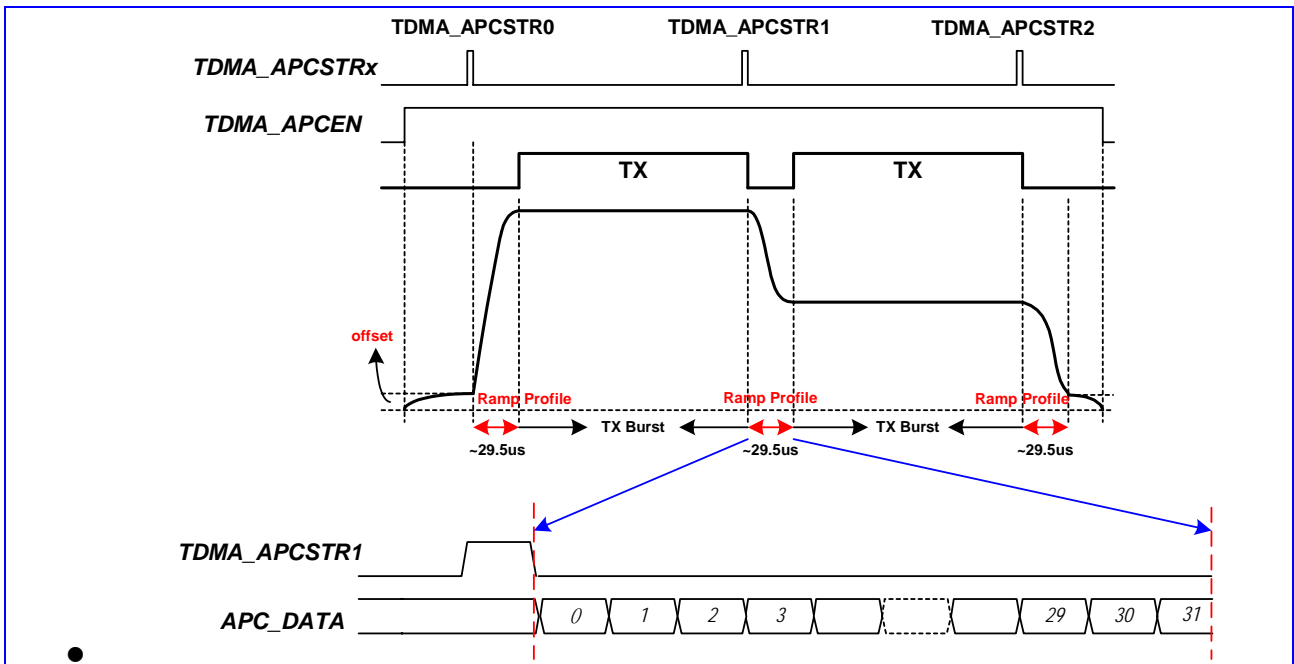 TDMA_APCSTR0 TDMA_APCSTR1 TDMA_APCSTR2
TDMA_APCSTRx
TDMA_APCEN
TX TX
offset
Ramp Profile Ramp Profile Ramp Profile
TX Burst TX Burst
~29.5us ~29.5us ~29.5us
TDMA_APCSTR1
APC_DATA 0 1 2 3 29 30 31